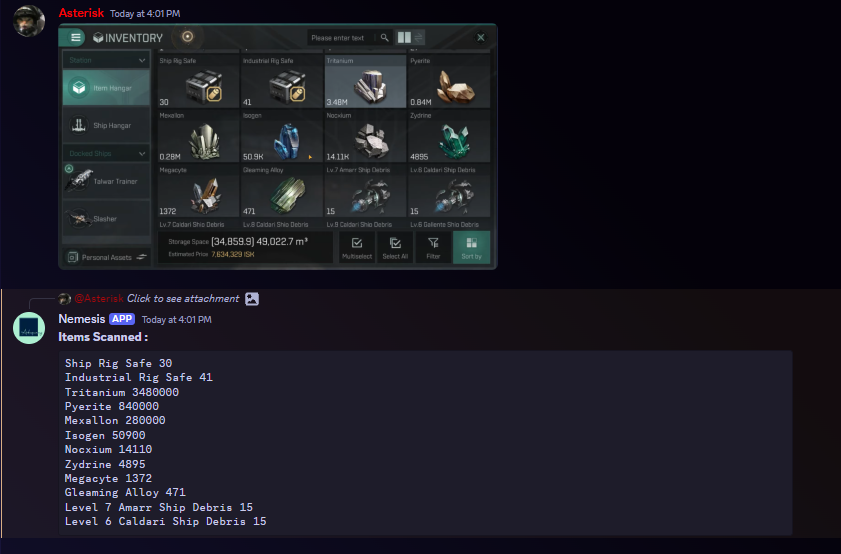 Asterisk Today at 4:01 PM
INVENTORY
Please enter text
Station
Item Hangar
Ship Hangar
Docked Ships
Talwar Trainer
Slasher
Personal Assets
Ship Rig Safe
30
Industrial Rig Safe
41
Tritanium
3.48M
Pyerite
0.84M
Mexallon
0.28M
Isogen
50.9K
Nocxium
14.11K
Zydrine
4895
Megacyte
1372
Gleaming Alloy
471
Lv.7 Amarr Ship Debris
15
Lv.6 Caldari Ship Debris
15
Lv.7 Caldari Ship Debris
Lv.8 Caldari Ship Debris
Lv.9 Caldari Ship Debris
Lv.6 Gallente Ship Debris
Storage Space (34,859.9) 49,022.7 m³
Estimated Price 7,634,329 ISK
Multiselect
Select All
Filter
Sort by
@Asterisk Click to see attachment
Nemesis APP Today at 4:01 PM
Items Scanned :
Ship Rig Safe 30
Industrial Rig Safe 41
Tritanium 3480000
Pyerite 840000
Mexallon 280000
Isogen 50900
Nocxium 14110
Zydrine 4895
Megacyte 1372
Gleaming Alloy 471
Level 7 Amarr Ship Debris 15
Level 6 Caldari Ship Debris 15